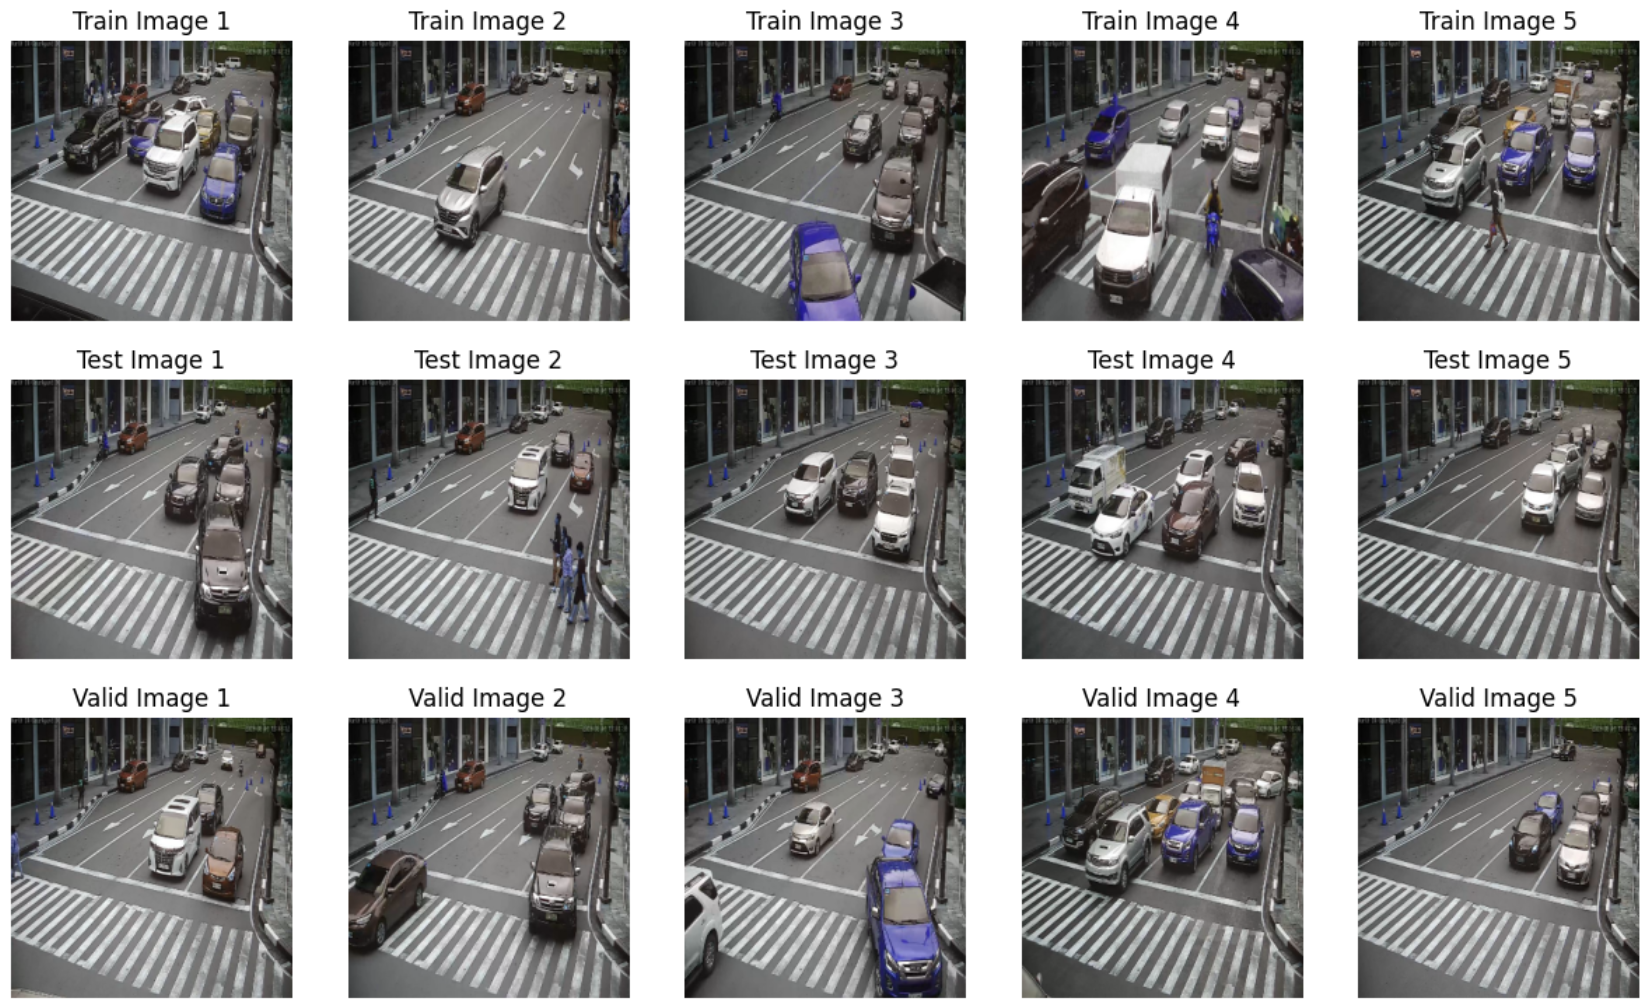 Train Image 1
Train Image 2
Train Image 3
Train Image 4
Train Image 5
Test Image 1
Test Image 2
Test Image 3
Test Image 4
Test Image 5
Valid Image 1
Valid Image 2
Valid Image 3
Valid Image 4
Valid Image 5